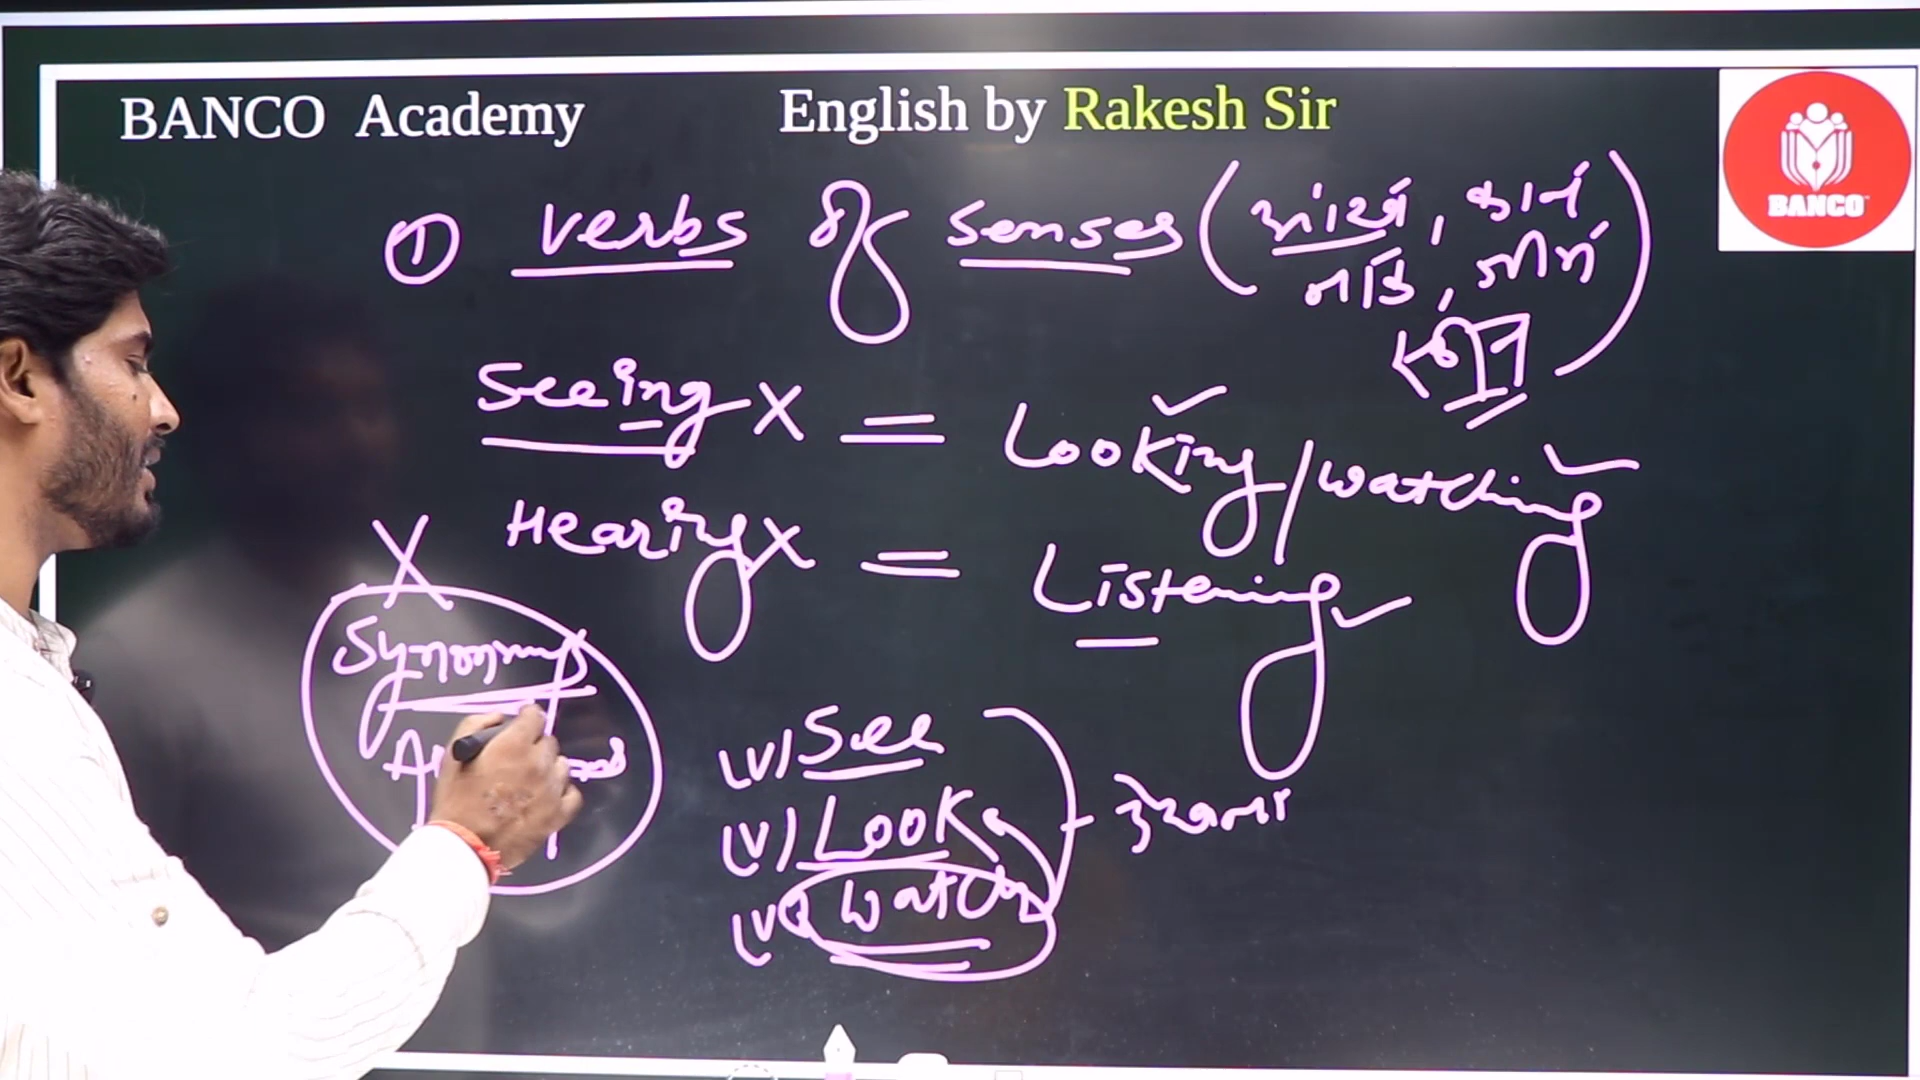 BANCO Academy English by Rakesh Sir
BANCO
① Verbs of senses (આંખ, કાન
નાક, જીભ
Seeing X = Looking ✓ / watching ✓
Hearing X = Listening ✓
X
Synonyms
(V) See
(V) Look
(V) Watch